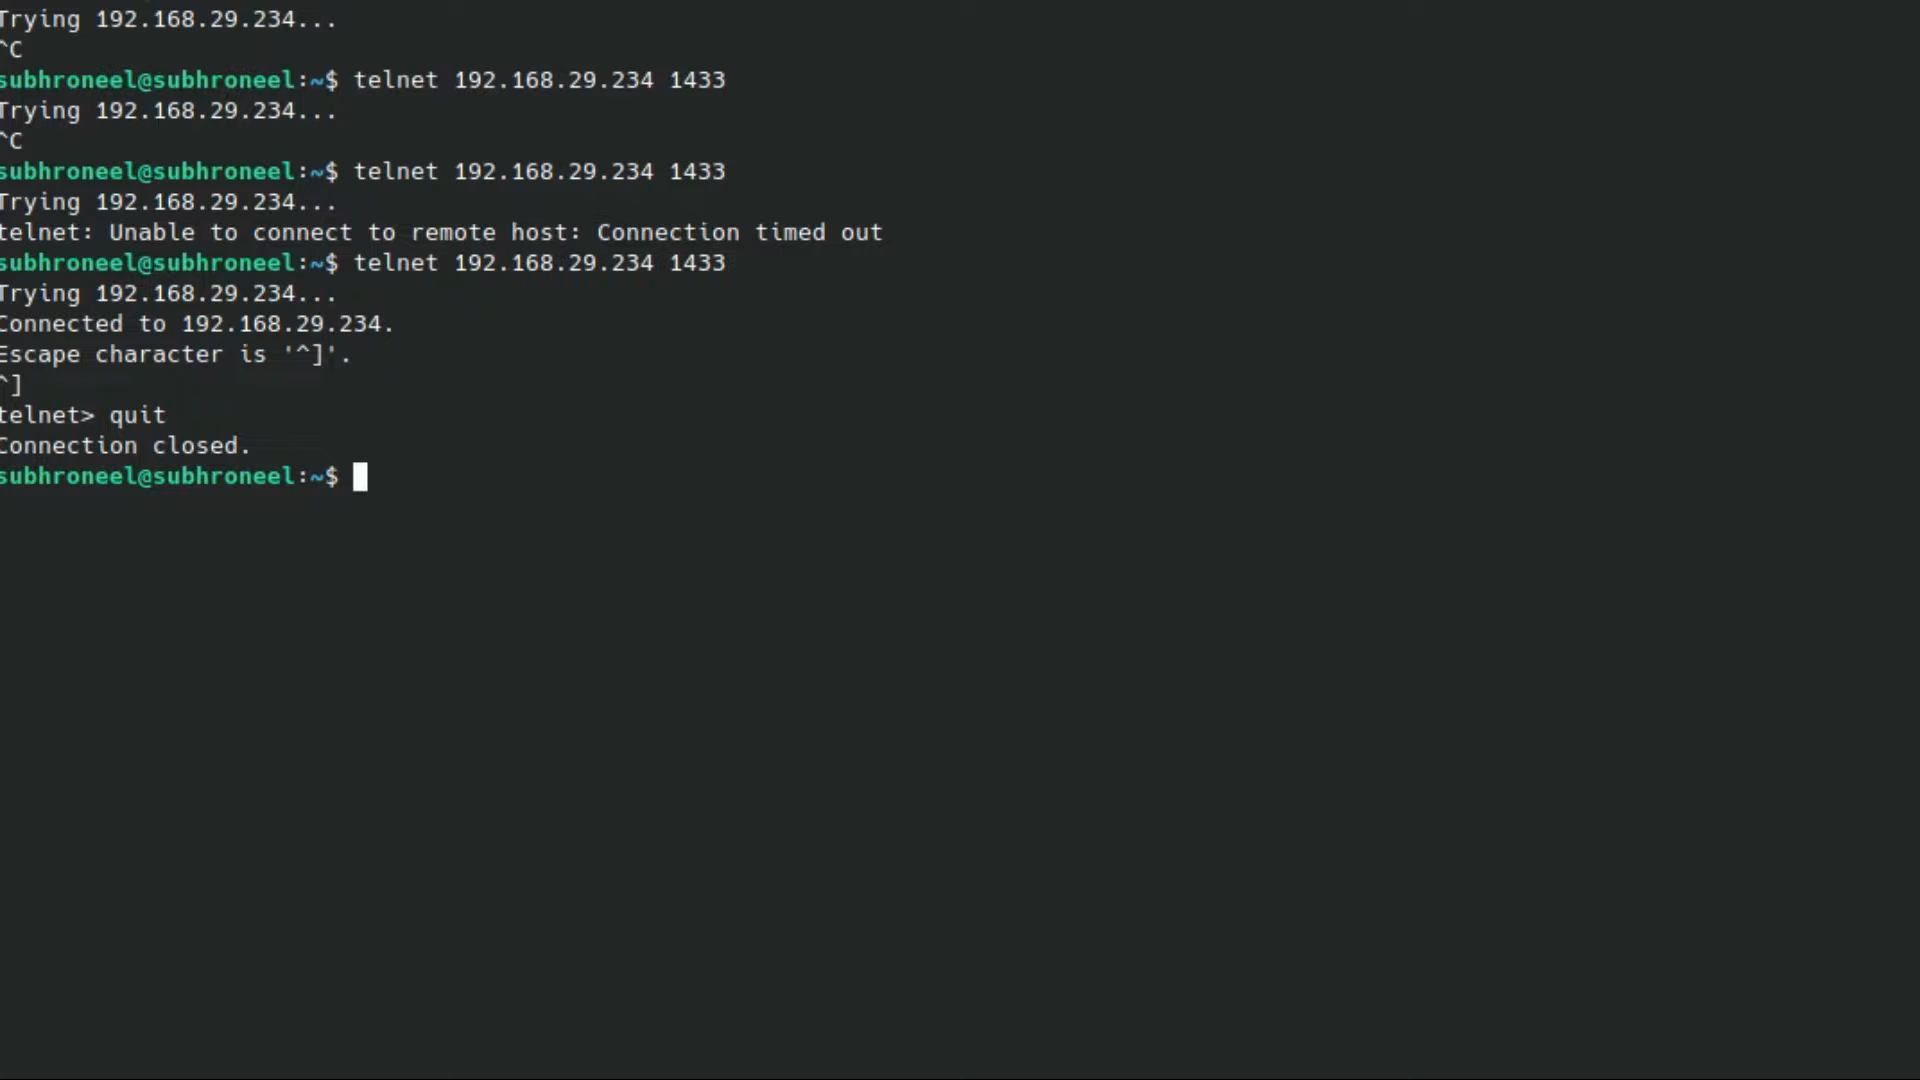 Trying 192.168.29.234...
^C
subhroneel@subhroneel:~$ telnet 192.168.29.234 1433
Trying 192.168.29.234...
^C
subhroneel@subhroneel:~$ telnet 192.168.29.234 1433
Trying 192.168.29.234...
telnet: Unable to connect to remote host: Connection timed out
subhroneel@subhroneel:~$ telnet 192.168.29.234 1433
Trying 192.168.29.234...
Connected to 192.168.29.234.
Escape character is '^]'.
^]
telnet> quit
Connection closed.
subhroneel@subhroneel:~$